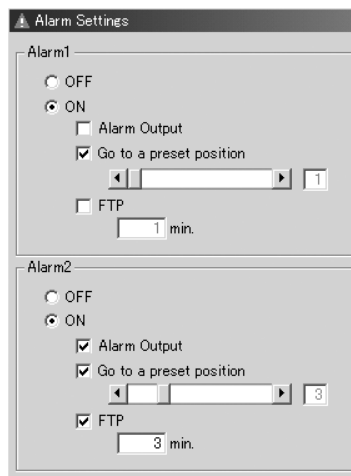 Alarm Settings
Alarm1
OFF
ON
Alarm Output
Go to a preset position
1
FTP
1 min.
Alarm2
OFF
ON
Alarm Output
Go to a preset position
3
FTP
3 min.